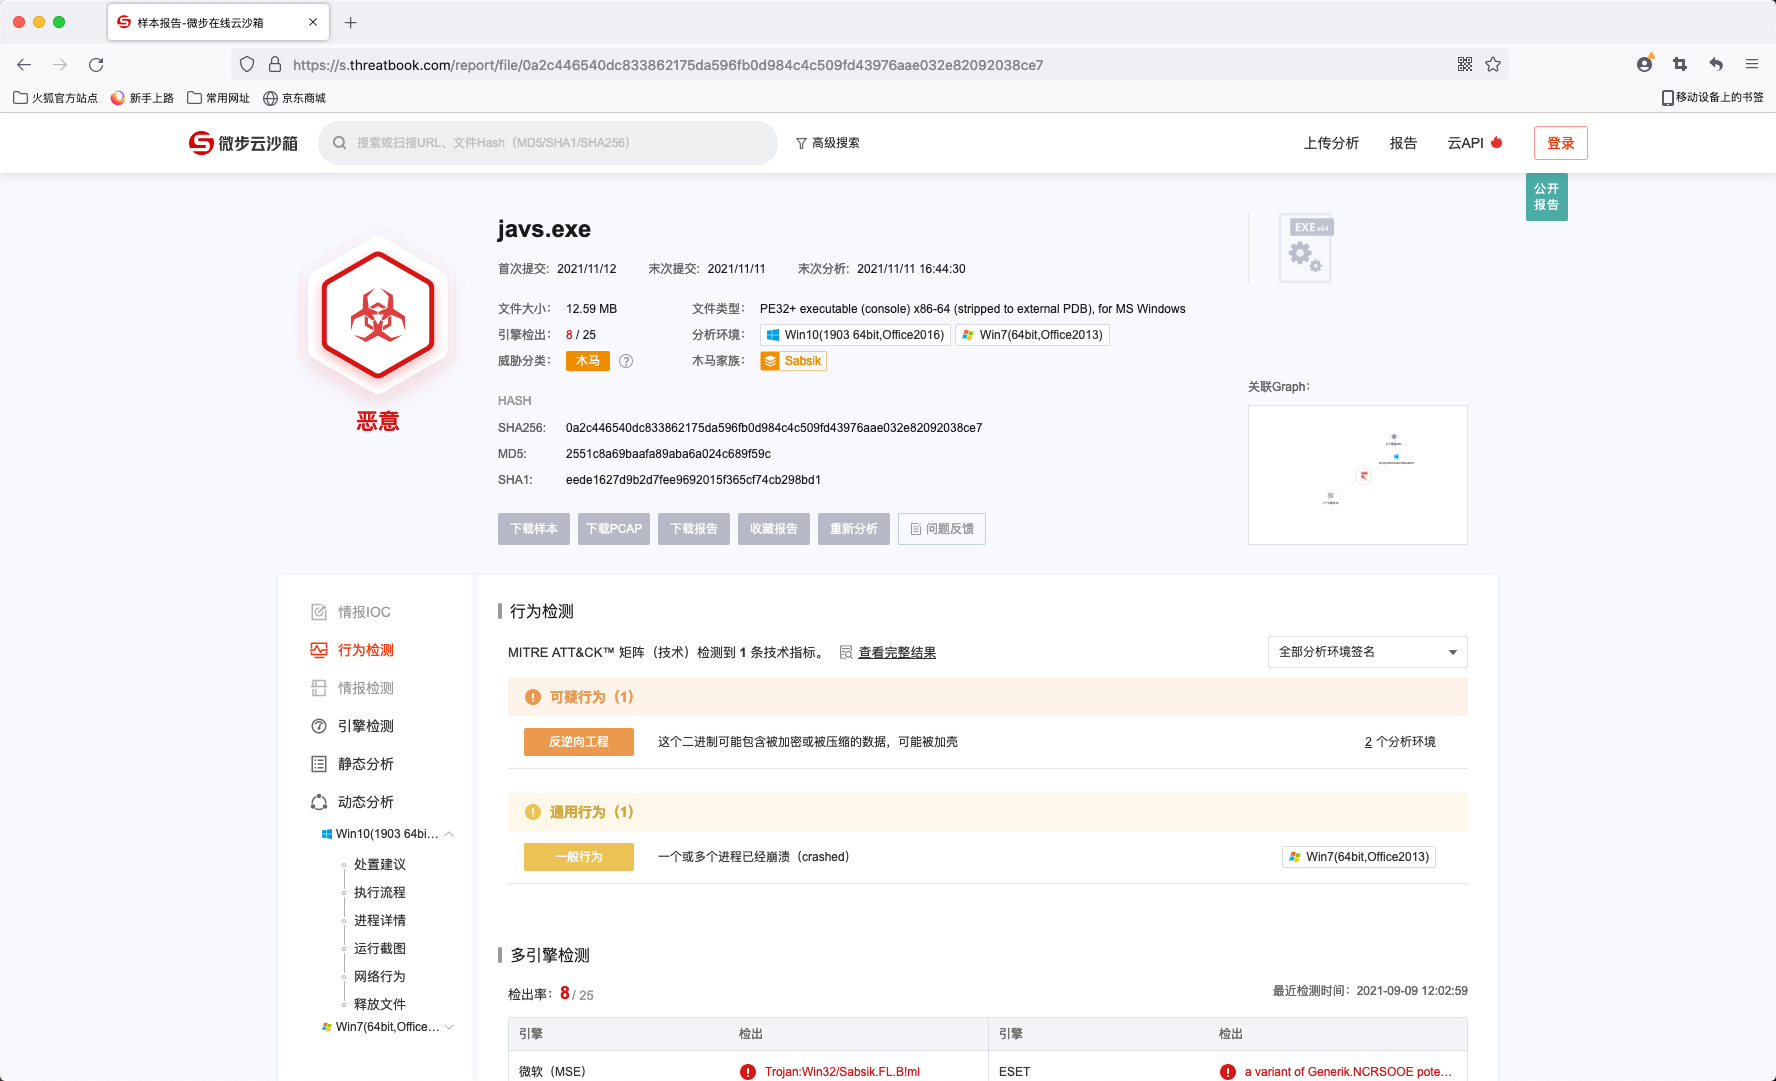 样本报告-微步在线云沙箱
https://s.threatbook.com/report/file/0a2c446540dc833862175da596fb0d984c4c509fd43976aae032e82092038ce7
火狐官方站点 新手上路 常用网址 京东商城 移动设备上的书签
微步云沙箱 搜索或扫描URL、文件Hash（MD5/SHA1/SHA256） 高级搜索 上传分析 报告 云API 登录
公开
报告
javs.exe
EXE x64
首次提交: 2021/11/12 末次提交: 2021/11/11 末次分析: 2021/11/11 16:44:30
文件大小: 12.59 MB 文件类型: PE32+ executable (console) x86-64 (stripped to external PDB), for MS Windows
引擎检出: 8 / 25 分析环境: Win10(1903 64bit,Office2016) Win7(64bit,Office2013)
威胁分类: 木马 ? 木马家族: Sabsik
恶意
关联Graph:
HASH
SHA256: 0a2c446540dc833862175da596fb0d984c4c509fd43976aae032e82092038ce7
MD5: 2551c8a69baafa89aba6a024c689f59c
SHA1: eede1627d9b2d7fee9692015f365cf74cb298bd1
下载样本 下载PCAP 下载报告 收藏报告 重新分析 问题反馈
情报IOC
行为检测
情报检测
引擎检测
静态分析
动态分析
Win10(1903 64bi...
处置建议
执行流程
进程详情
运行截图
网络行为
释放文件
Win7(64bit,Office...
行为检测
MITRE ATT&CK™ 矩阵（技术）检测到 1 条技术指标。 查看完整结果 全部分析环境签名
可疑行为（1）
反逆向工程 这个二进制可能包含被加密或被压缩的数据，可能被加壳 2 个分析环境
通用行为（1）
一般行为 一个或多个进程已经崩溃（crashed） Win7(64bit,Office2013)
多引擎检测
检出率: 8 / 25 最近检测时间: 2021-09-09 12:02:59
引擎 检出 引擎 检出
微软（MSE） Trojan:Win32/Sabsik.FL.B!ml ESET a variant of Generik.NCRSOOE pote...